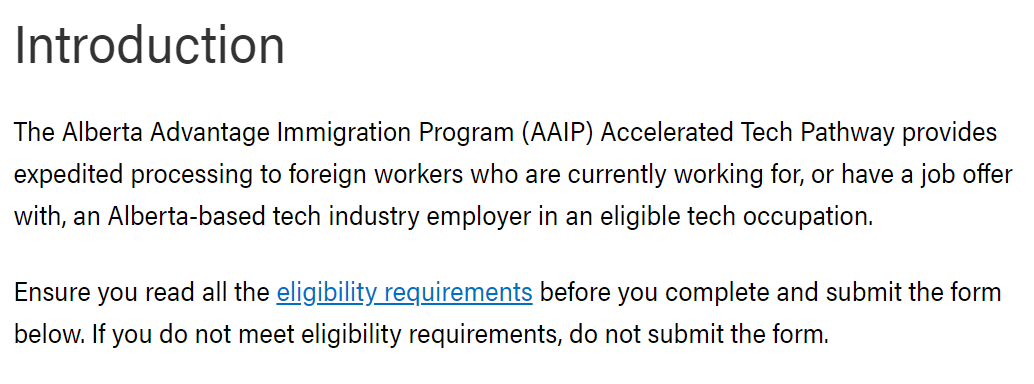 Introduction
The Alberta Advantage Immigration Program (AAIP) Accelerated Tech Pathway provides
expedited processing to foreign workers who are currently working for, or have a job offer
with, an Alberta-based tech industry employer in an eligible tech occupation.
Ensure you read all the eligibility requirements before you complete and submit the form
below. If you do not meet eligibility requirements, do not submit the form.